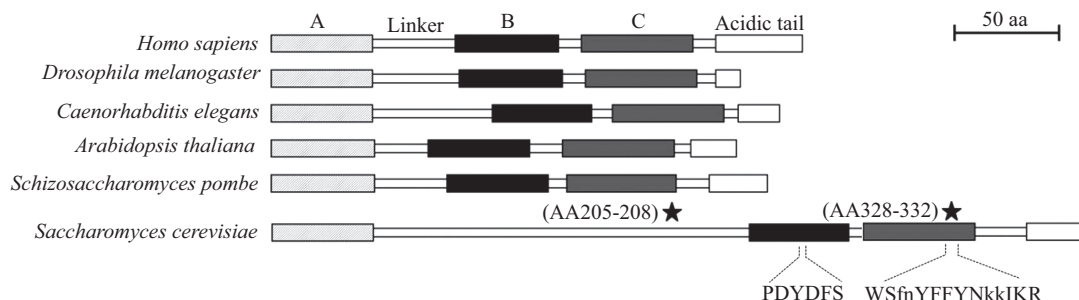 A Linker B C Acidic tail 50 aa
Homo sapiens
Drosophila melanogaster
Caenorhabditis elegans
Arabidopsis thaliana
Schizosaccharomyces pombe
(AA205-208) ★ (AA328-332) ★
Saccharomyces cerevisiae
PDYDFS WSfnYFFYNkkIKR